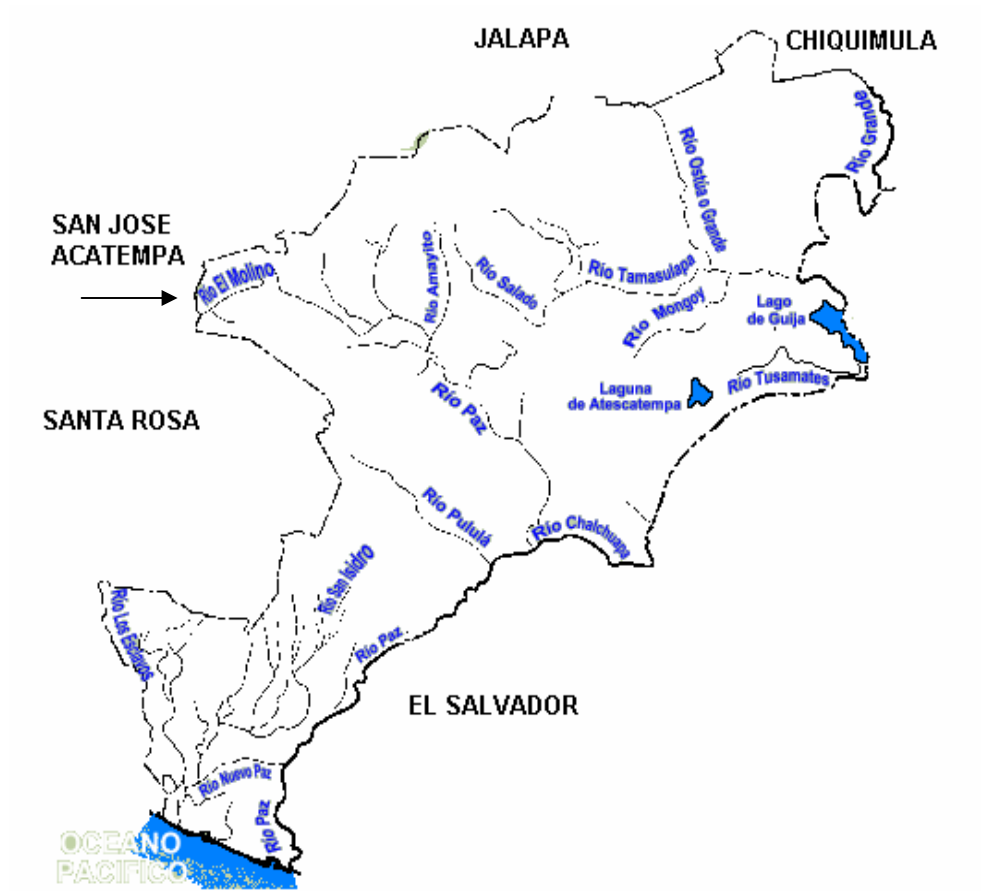 JALAPA
CHIQUIMULA
Río Grande
Río Ostúa o Grande
SAN JOSE
ACATEMPA
Río El Molino
Río Amayito
Río Salado
Río Tamasulapa
Río Mongoy
Lago
de Guija
SANTA ROSA
Río Paz
Laguna
de Atescatempa
Río Tusamates
Río Pululá
Río Chalchuapa
Río San Isidro
Río Los Esclavos
Río Paz
EL SALVADOR
Río Nuevo Paz
Río Paz
OCEANO
PACIFICO